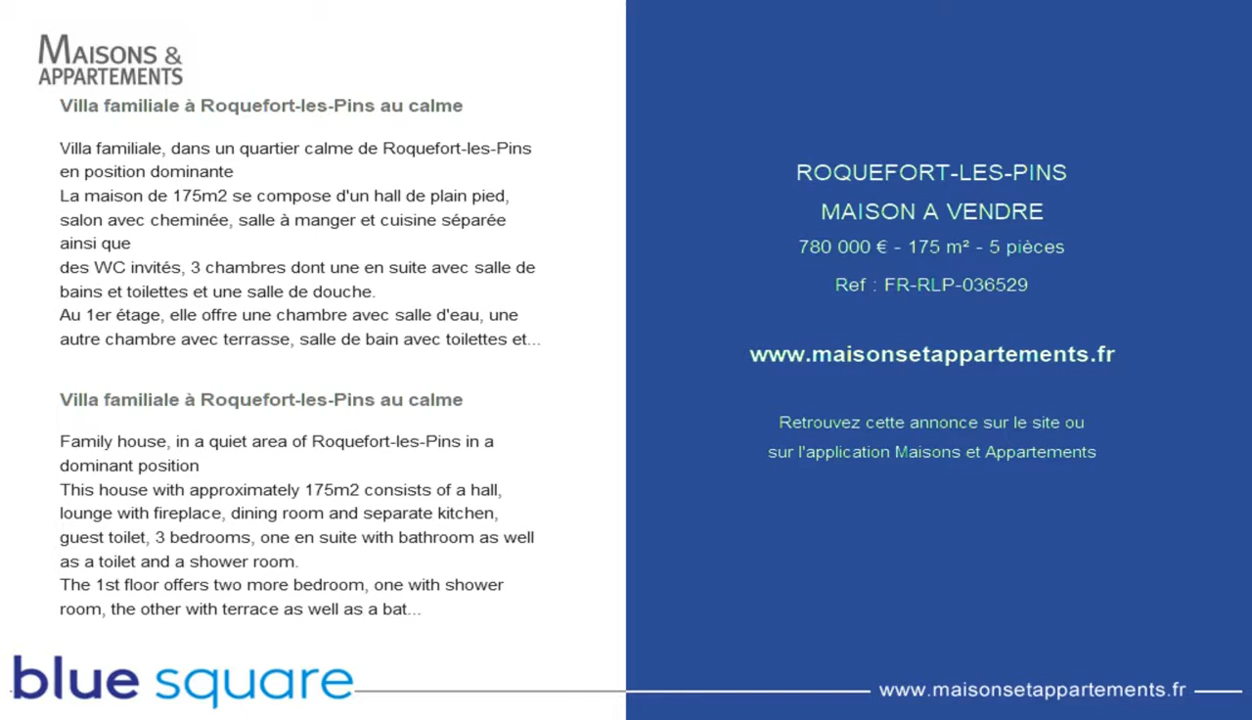 MAISONS &
APPARTEMENTS
Villa familiale à Roquefort-les-Pins au calme
Villa familiale, dans un quartier calme de Roquefort-les-Pins
en position dominante
La maison de 175m2 se compose d'un hall de plain pied,
salon avec cheminée, salle à manger et cuisine séparée
ainsi que
des WC invités, 3 chambres dont une en suite avec salle de
bains et toilettes et une salle de douche.
Au 1er étage, elle offre une chambre avec salle d'eau, une
autre chambre avec terrasse, salle de bain avec toilettes et...
Villa familiale à Roquefort-les-Pins au calme
Family house, in a quiet area of Roquefort-les-Pins in a
dominant position
This house with approximately 175m2 consists of a hall,
lounge with fireplace, dining room and separate kitchen,
guest toilet, 3 bedrooms, one en suite with bathroom as well
as a toilet and a shower room.
The 1st floor offers two more bedroom, one with shower
room, the other with terrace as well as a bat...
blue square
ROQUEFORT-LES-PINS
MAISON A VENDRE
780 000 € - 175 m² - 5 pièces
Ref : FR-RLP-036529
www.maisonsetappartements.fr
Retrouvez cette annonce sur le site ou
sur l'application Maisons et Appartements
www.maisonsetappartements.fr